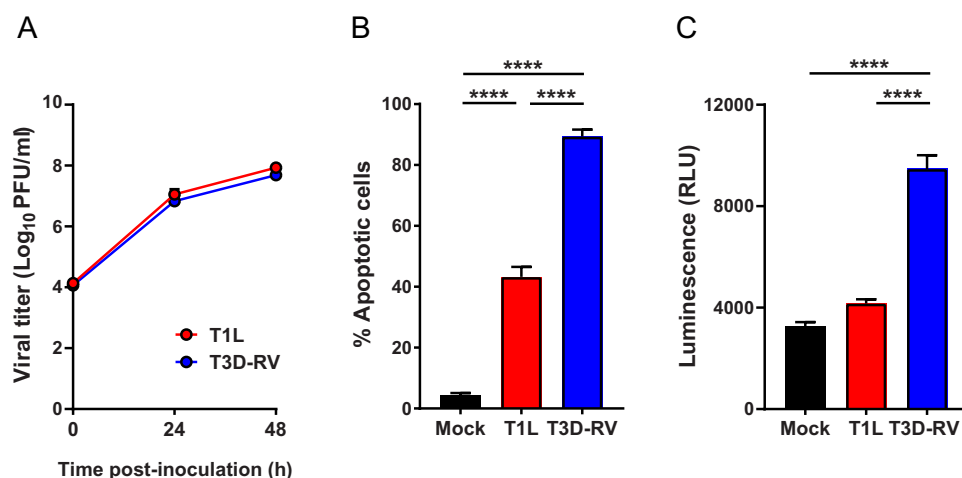 A
Viral titer (Log10 PFU/ml)
10
8
6
4
2
0
T1L
T3D-RV
0 24 48
Time post-inoculation (h)
B
% Apoptotic cells
100
80
60
40
20
0
****
**** ****
Mock T1L T3D-RV
C
Luminescence (RLU)
12000
8000
4000
0
****
****
Mock T1L T3D-RV